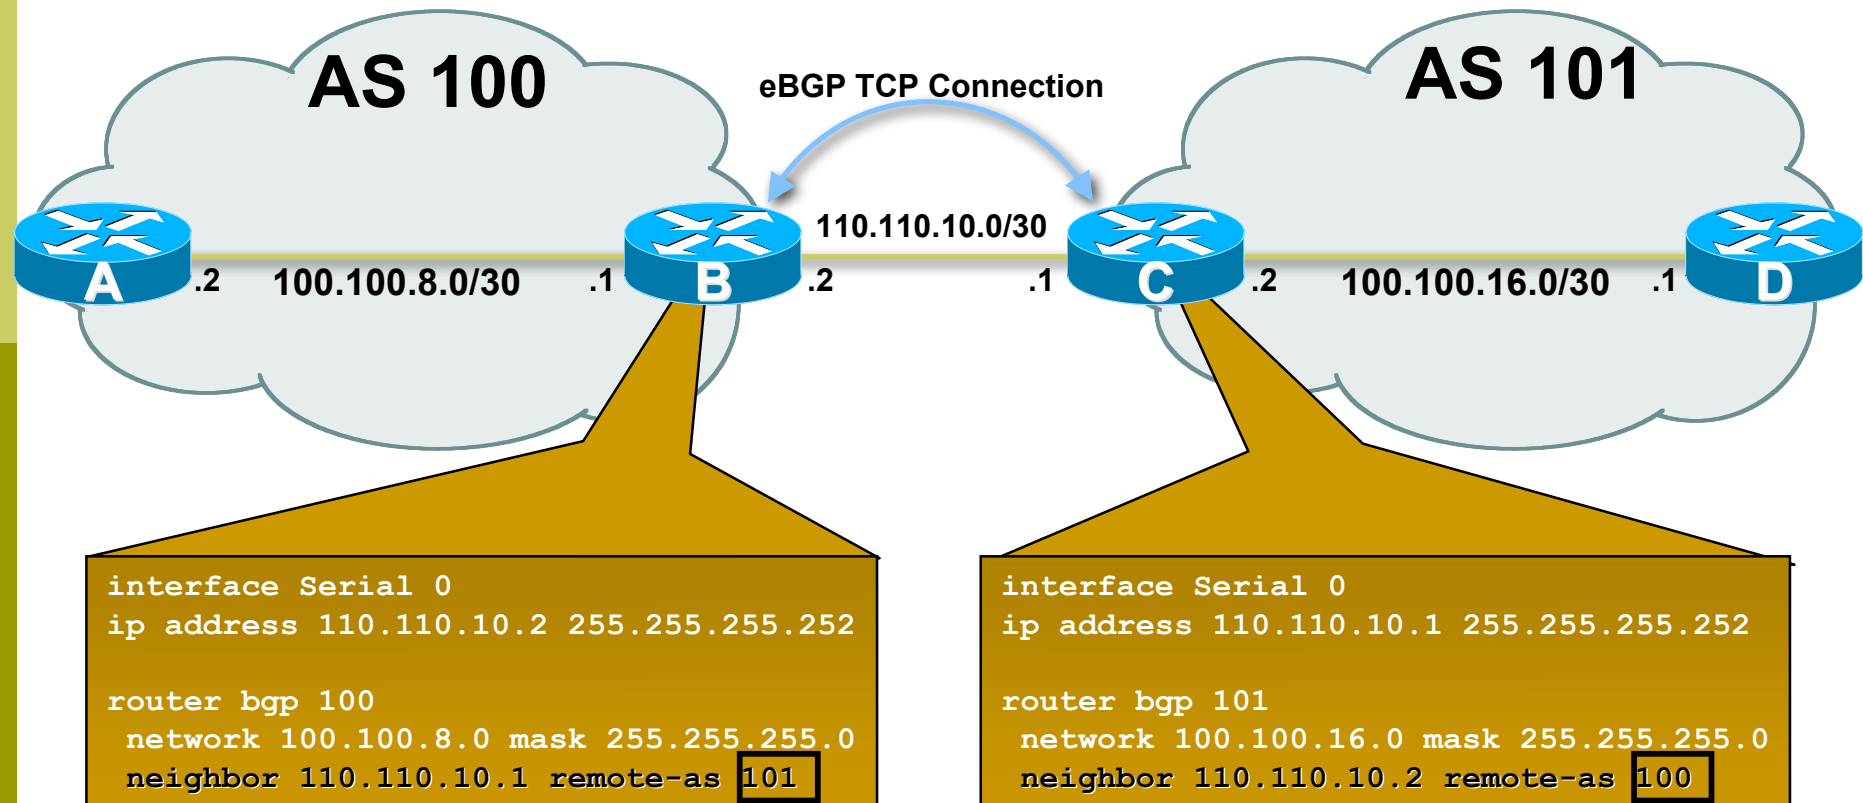 AS 100
AS 101
eBGP TCP Connection
110.110.10.0/30
A
.2
100.100.8.0/30
.1
B
.2
.1
C
.2
100.100.16.0/30
.1
D
interface Serial 0
ip address 110.110.10.2 255.255.255.252
router bgp 100
network 100.100.8.0 mask 255.255.255.0
neighbor 110.110.10.1 remote-as 101
interface Serial 0
ip address 110.110.10.1 255.255.255.252
router bgp 101
network 100.100.16.0 mask 255.255.255.0
neighbor 110.110.10.2 remote-as 100